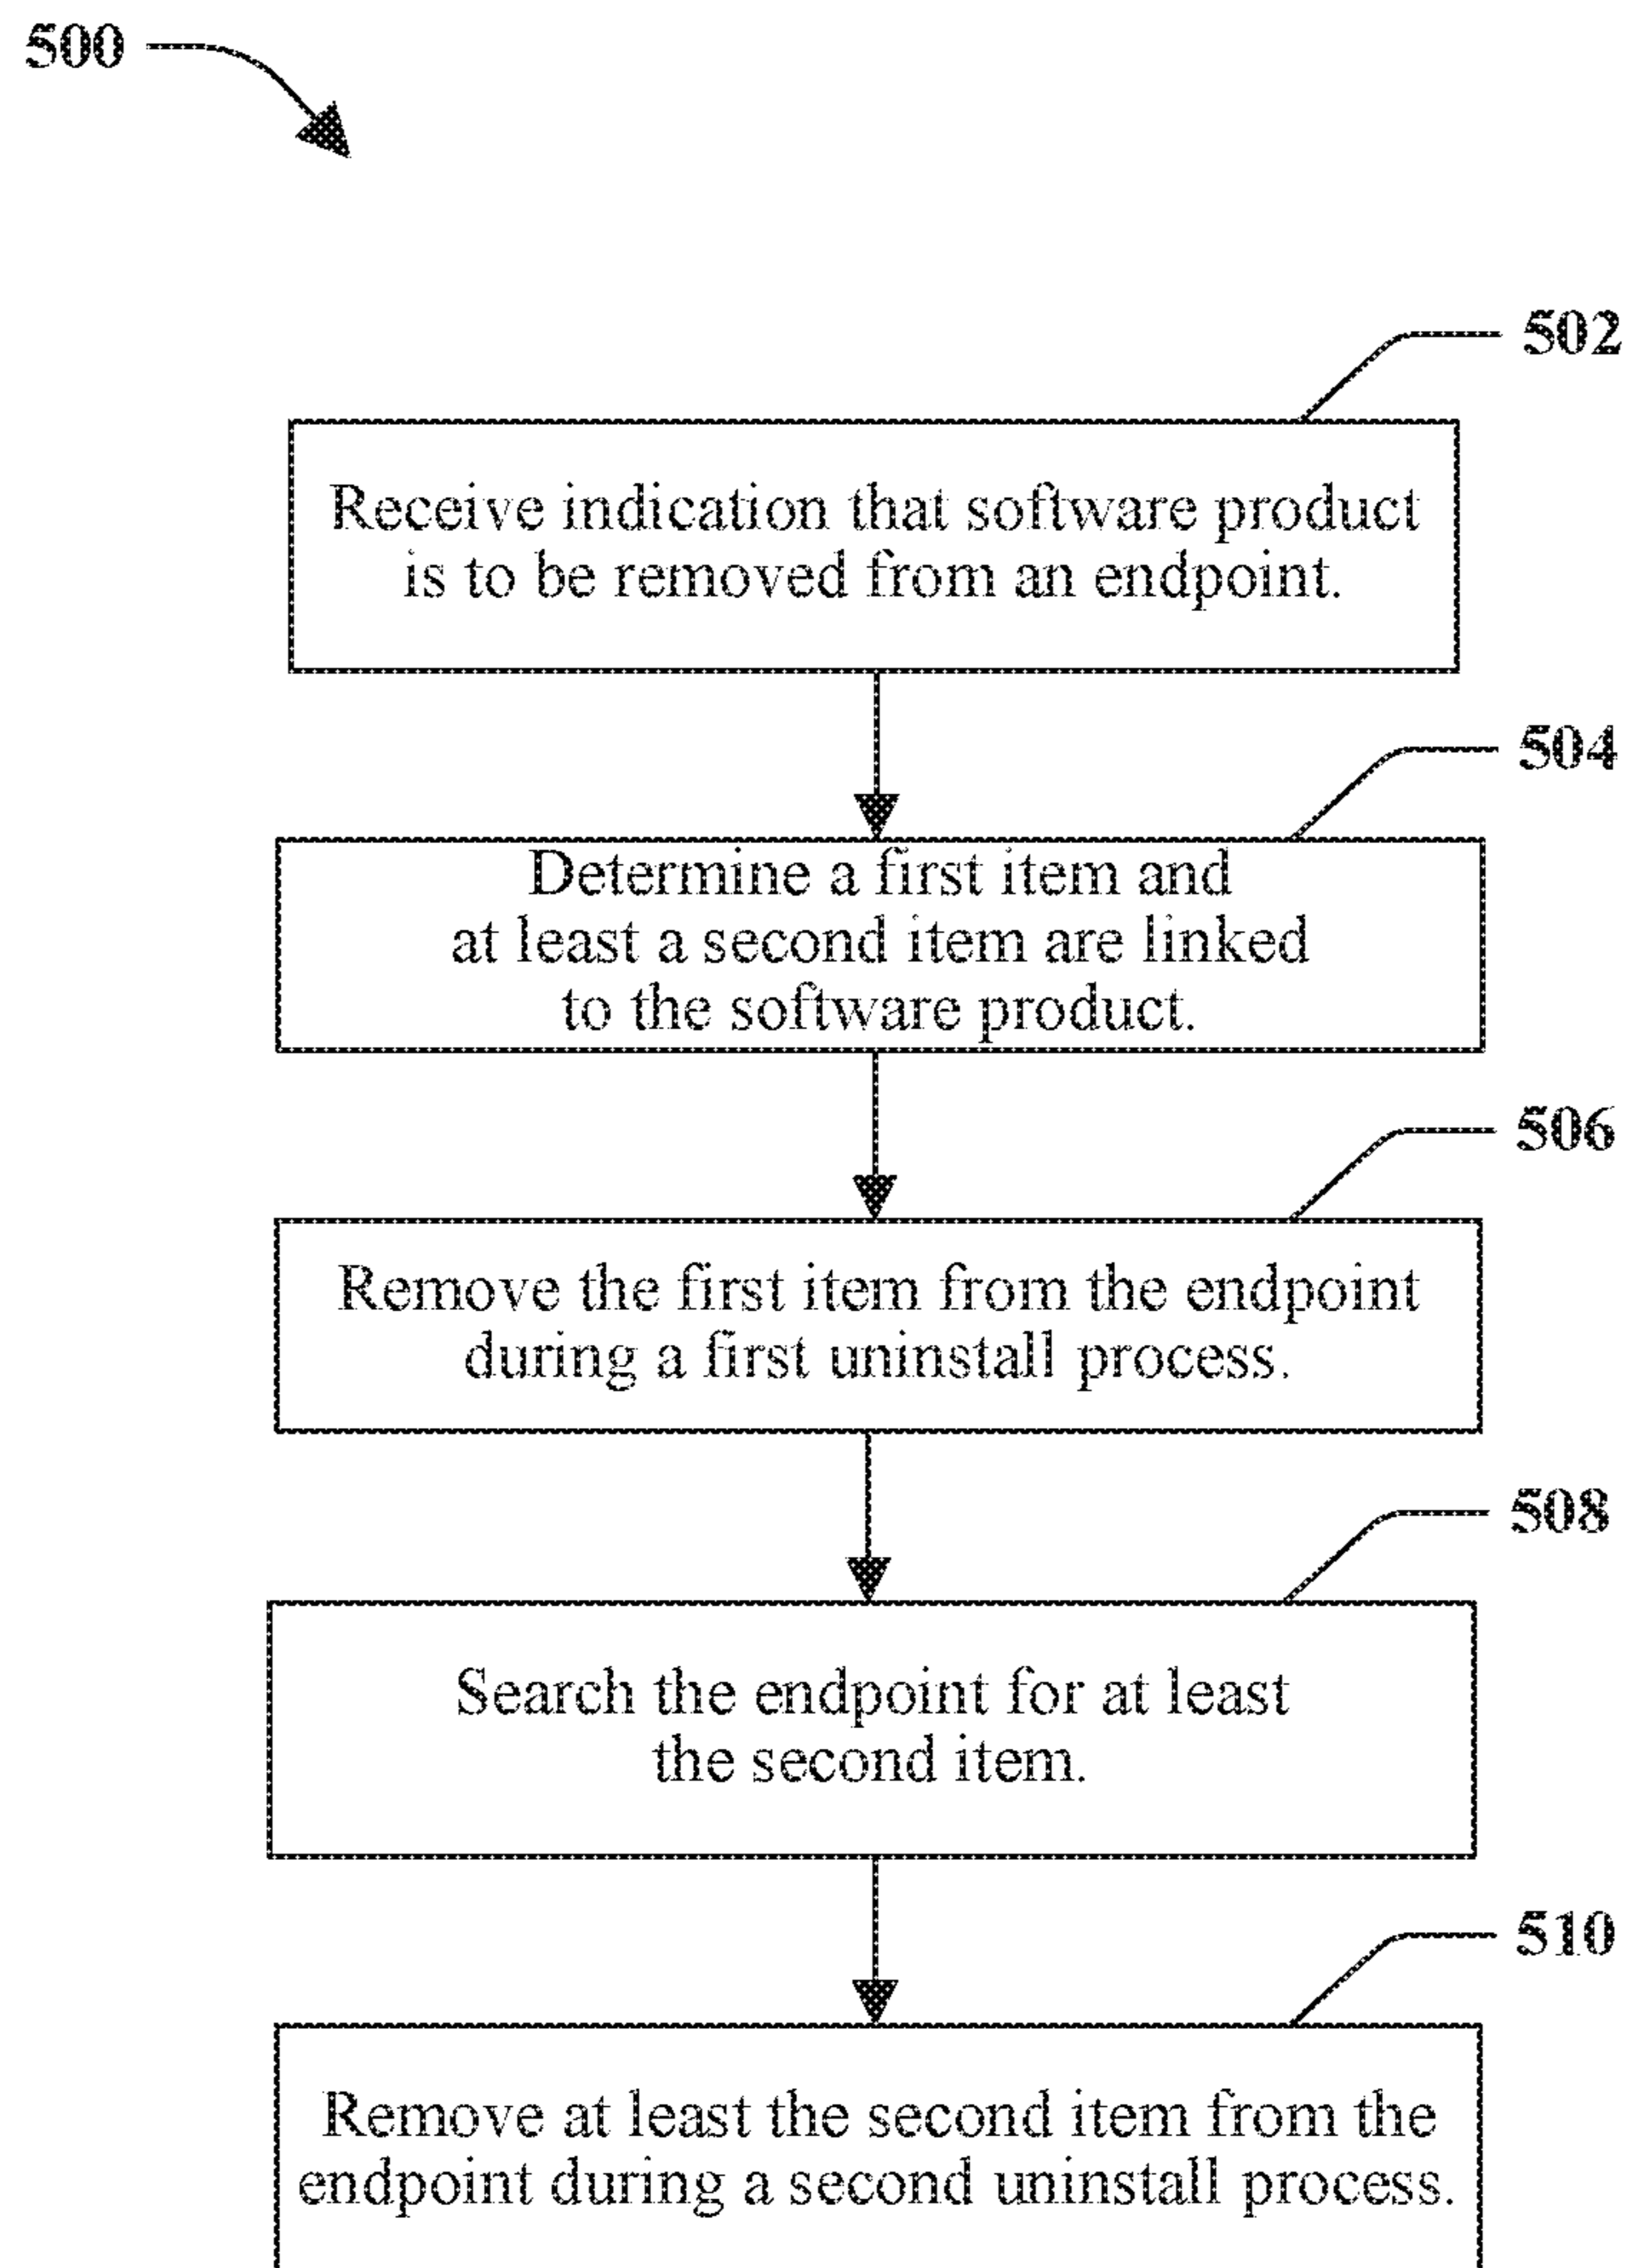 500
502
Receive indication that software product
is to be removed from an endpoint.
504
Determine a first item and
at least a second item are linked
to the software product.
506
Remove the first item from the endpoint
during a first uninstall process.
508
Search the endpoint for at least
the second item.
510
Remove at least the second item from the
endpoint during a second uninstall process.